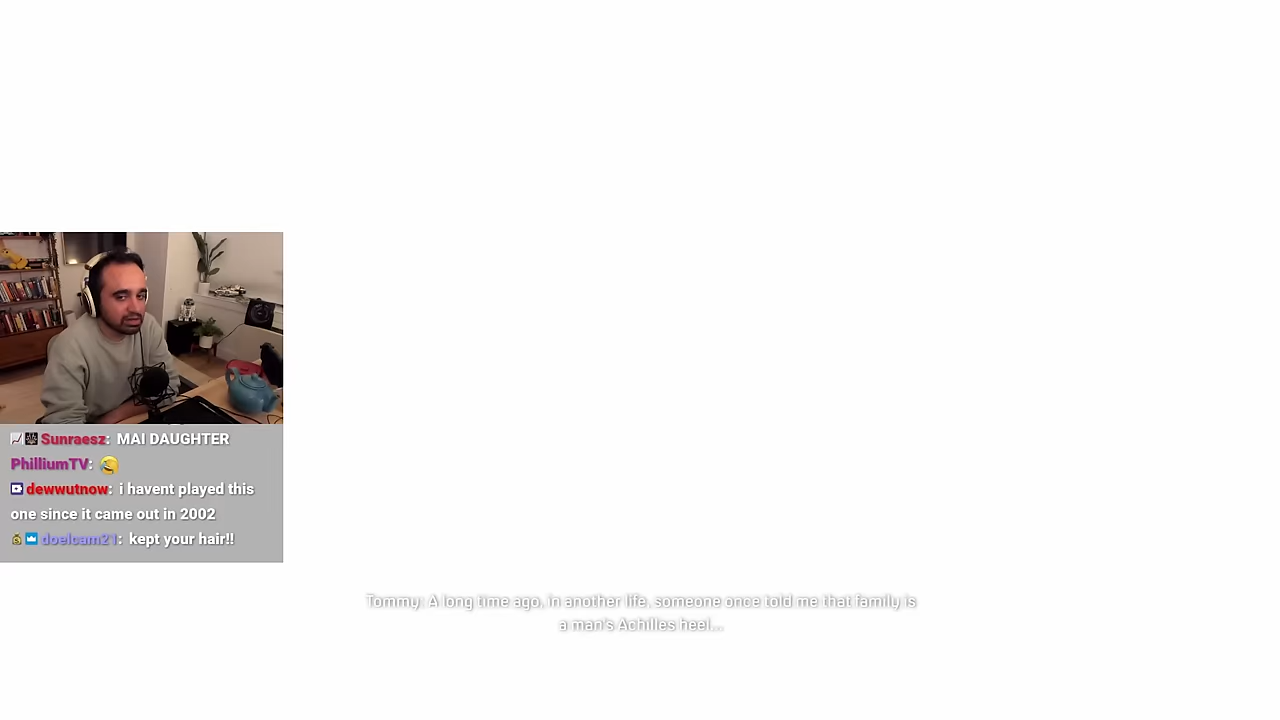 Sunraesz: MAI DAUGHTER
PhilliumTV:
dewwutnow: i havent played this
one since it came out in 2002
doelcam21: kept your hair!!
Tommy: A long time ago, in another life, someone once told me that family is
a man's Achilles heel...